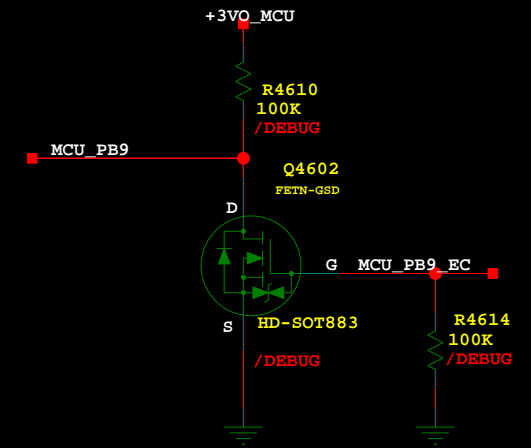 +3VO_MCU
R4610
100K
/DEBUG
MCU_PB9
Q4602
FETN-GSD
D
G MCU_PB9_EC
S HD-SOT883
R4614
100K
/DEBUG
/DEBUG